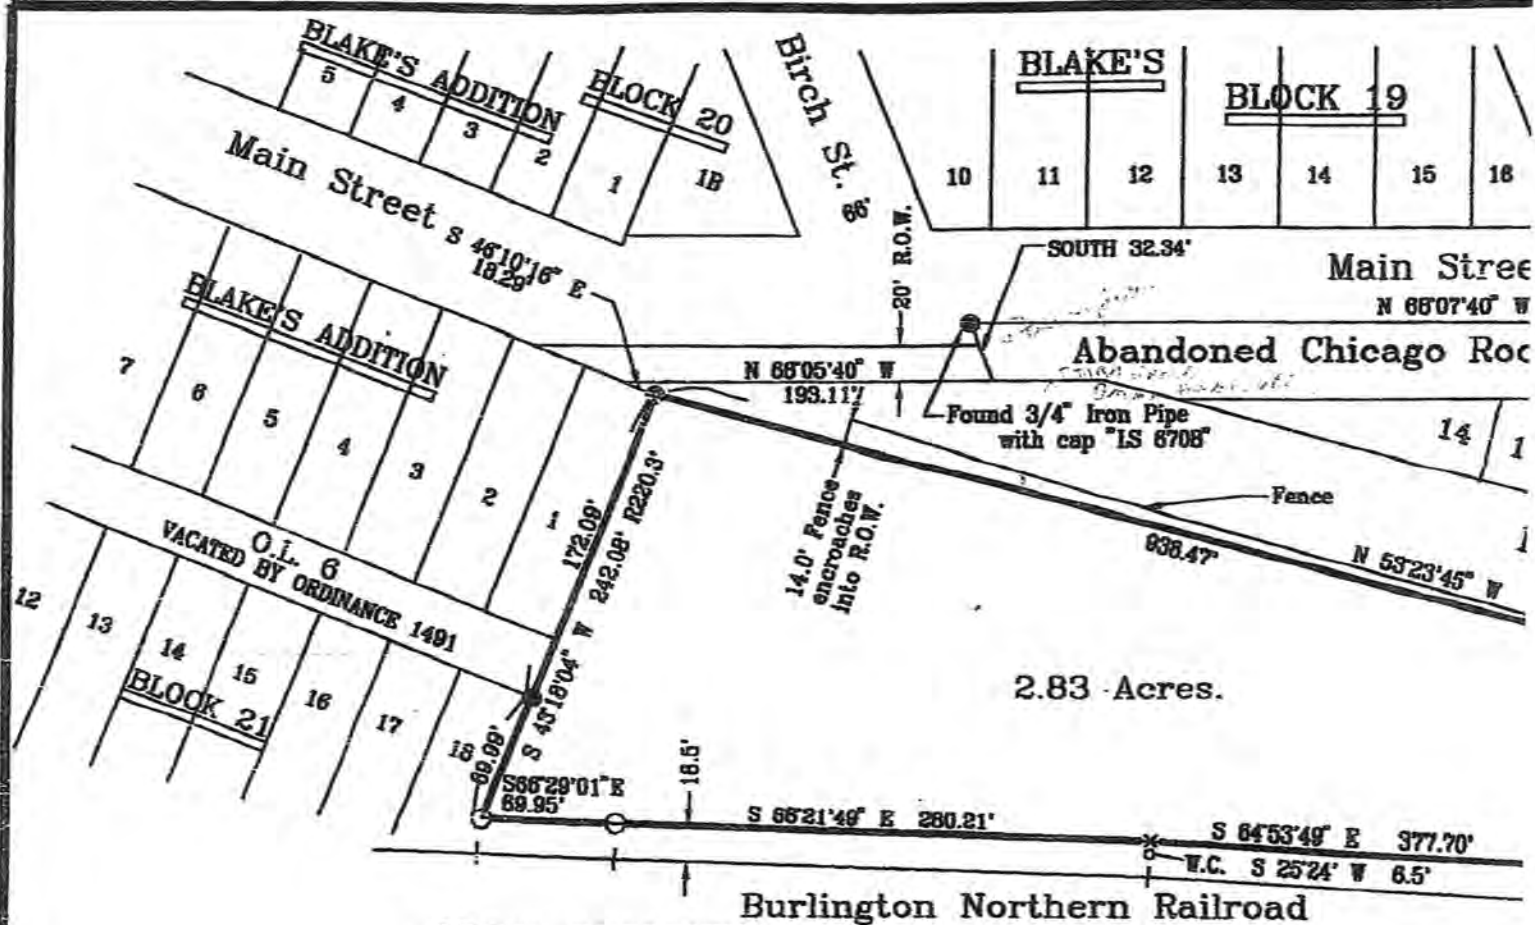 BLAKE'S ADDITION
BLOCK 20
5
4
3
2
1
1B
Birch St. 66'
BLAKE'S
BLOCK 19
10
11
12
13
14
15
16
Main Street
S 46°10'16" E
18.29'
20' R.O.W.
SOUTH 32.34'
Main Stree
N 66°07'40" W
BLAKE'S ADDITION
7
6
5
4
3
2
1
N 66°05'40" W
193.11'
Abandoned Chicago Roc
Found 3/4" Iron Pipe
with cap "LS 6708"
14
1
1
Fence
14.0' Fence
encroaches
into R.O.W.
936.47'
N 53°23'45" W
172.09'
S 43°18'04" W 242.08' R220.3'
O.L. 6
VACATED BY ORDINANCE 1491
12
13
14
15
16
17
18
BLOCK 21
69.99'
2.83 Acres.
S66°29'01"E
69.95'
18.5'
S 66°21'49" E 280.21'
S 64°53'49" E 377.70'
W.C. S 25°24' W 6.5'
Burlington Northern Railroad